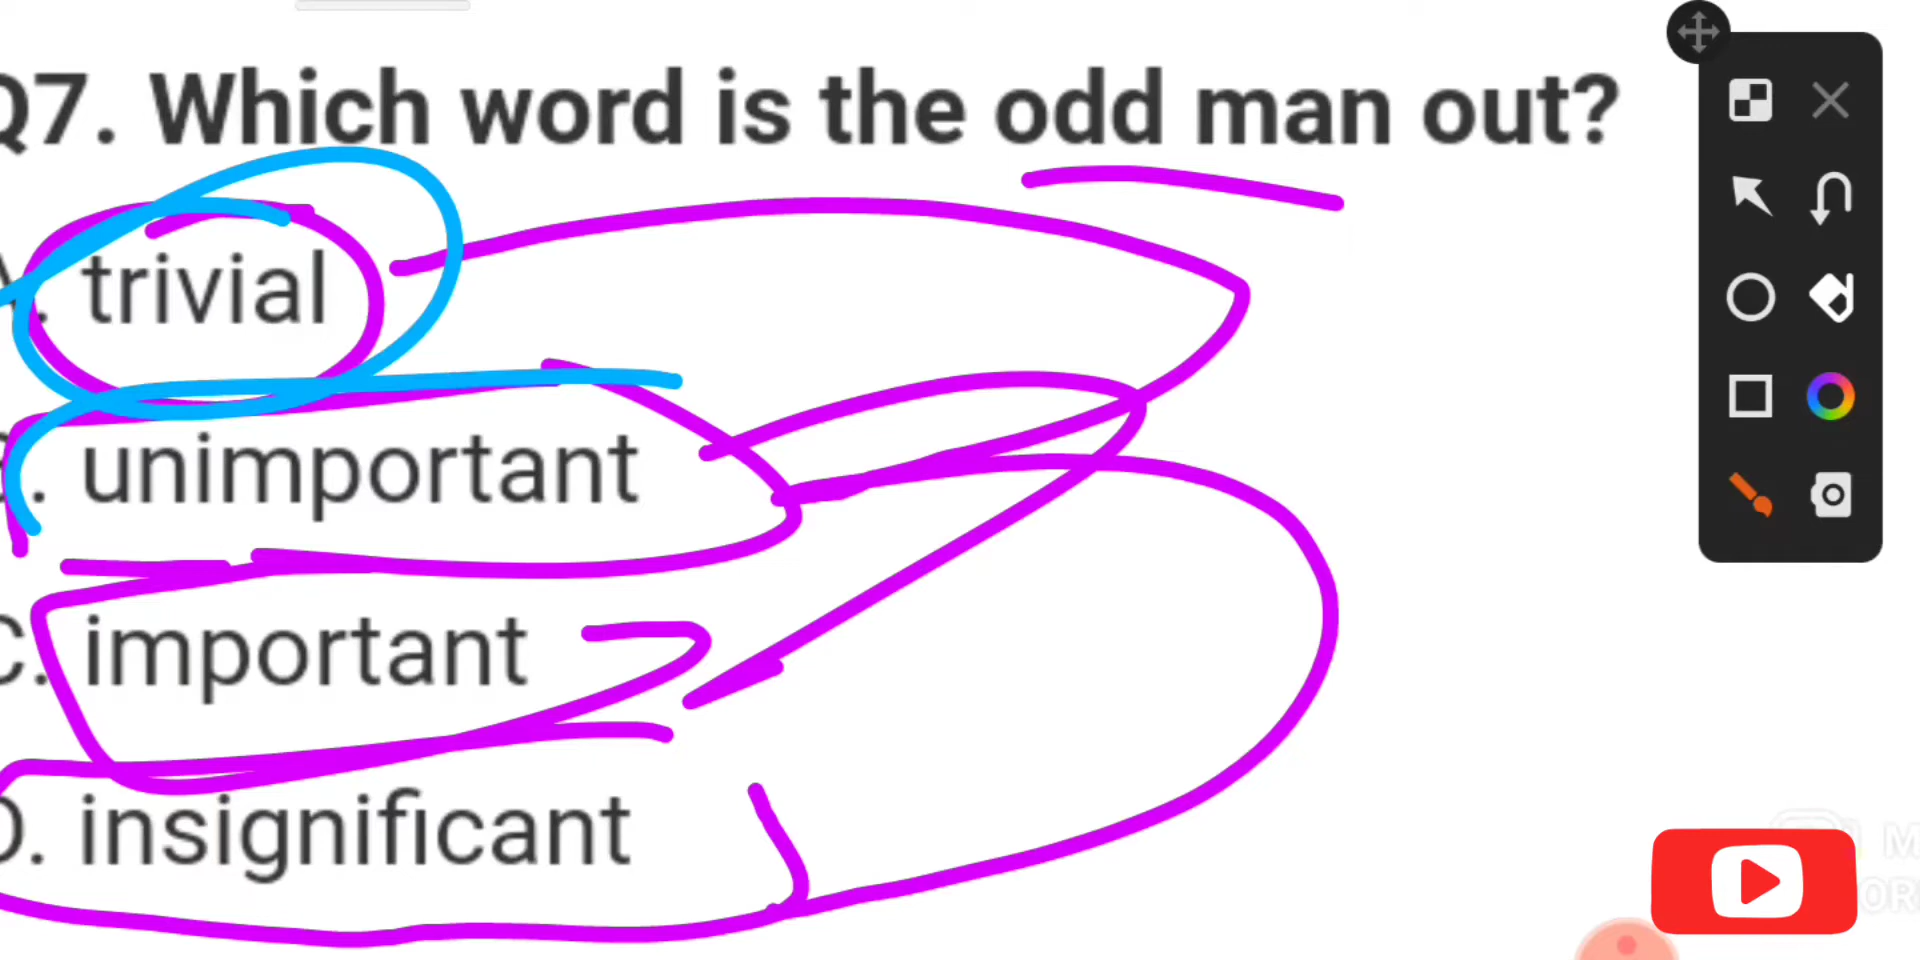 Q7. Which word is the odd man out?
A. trivial
B. unimportant
C. important
D. insignificant